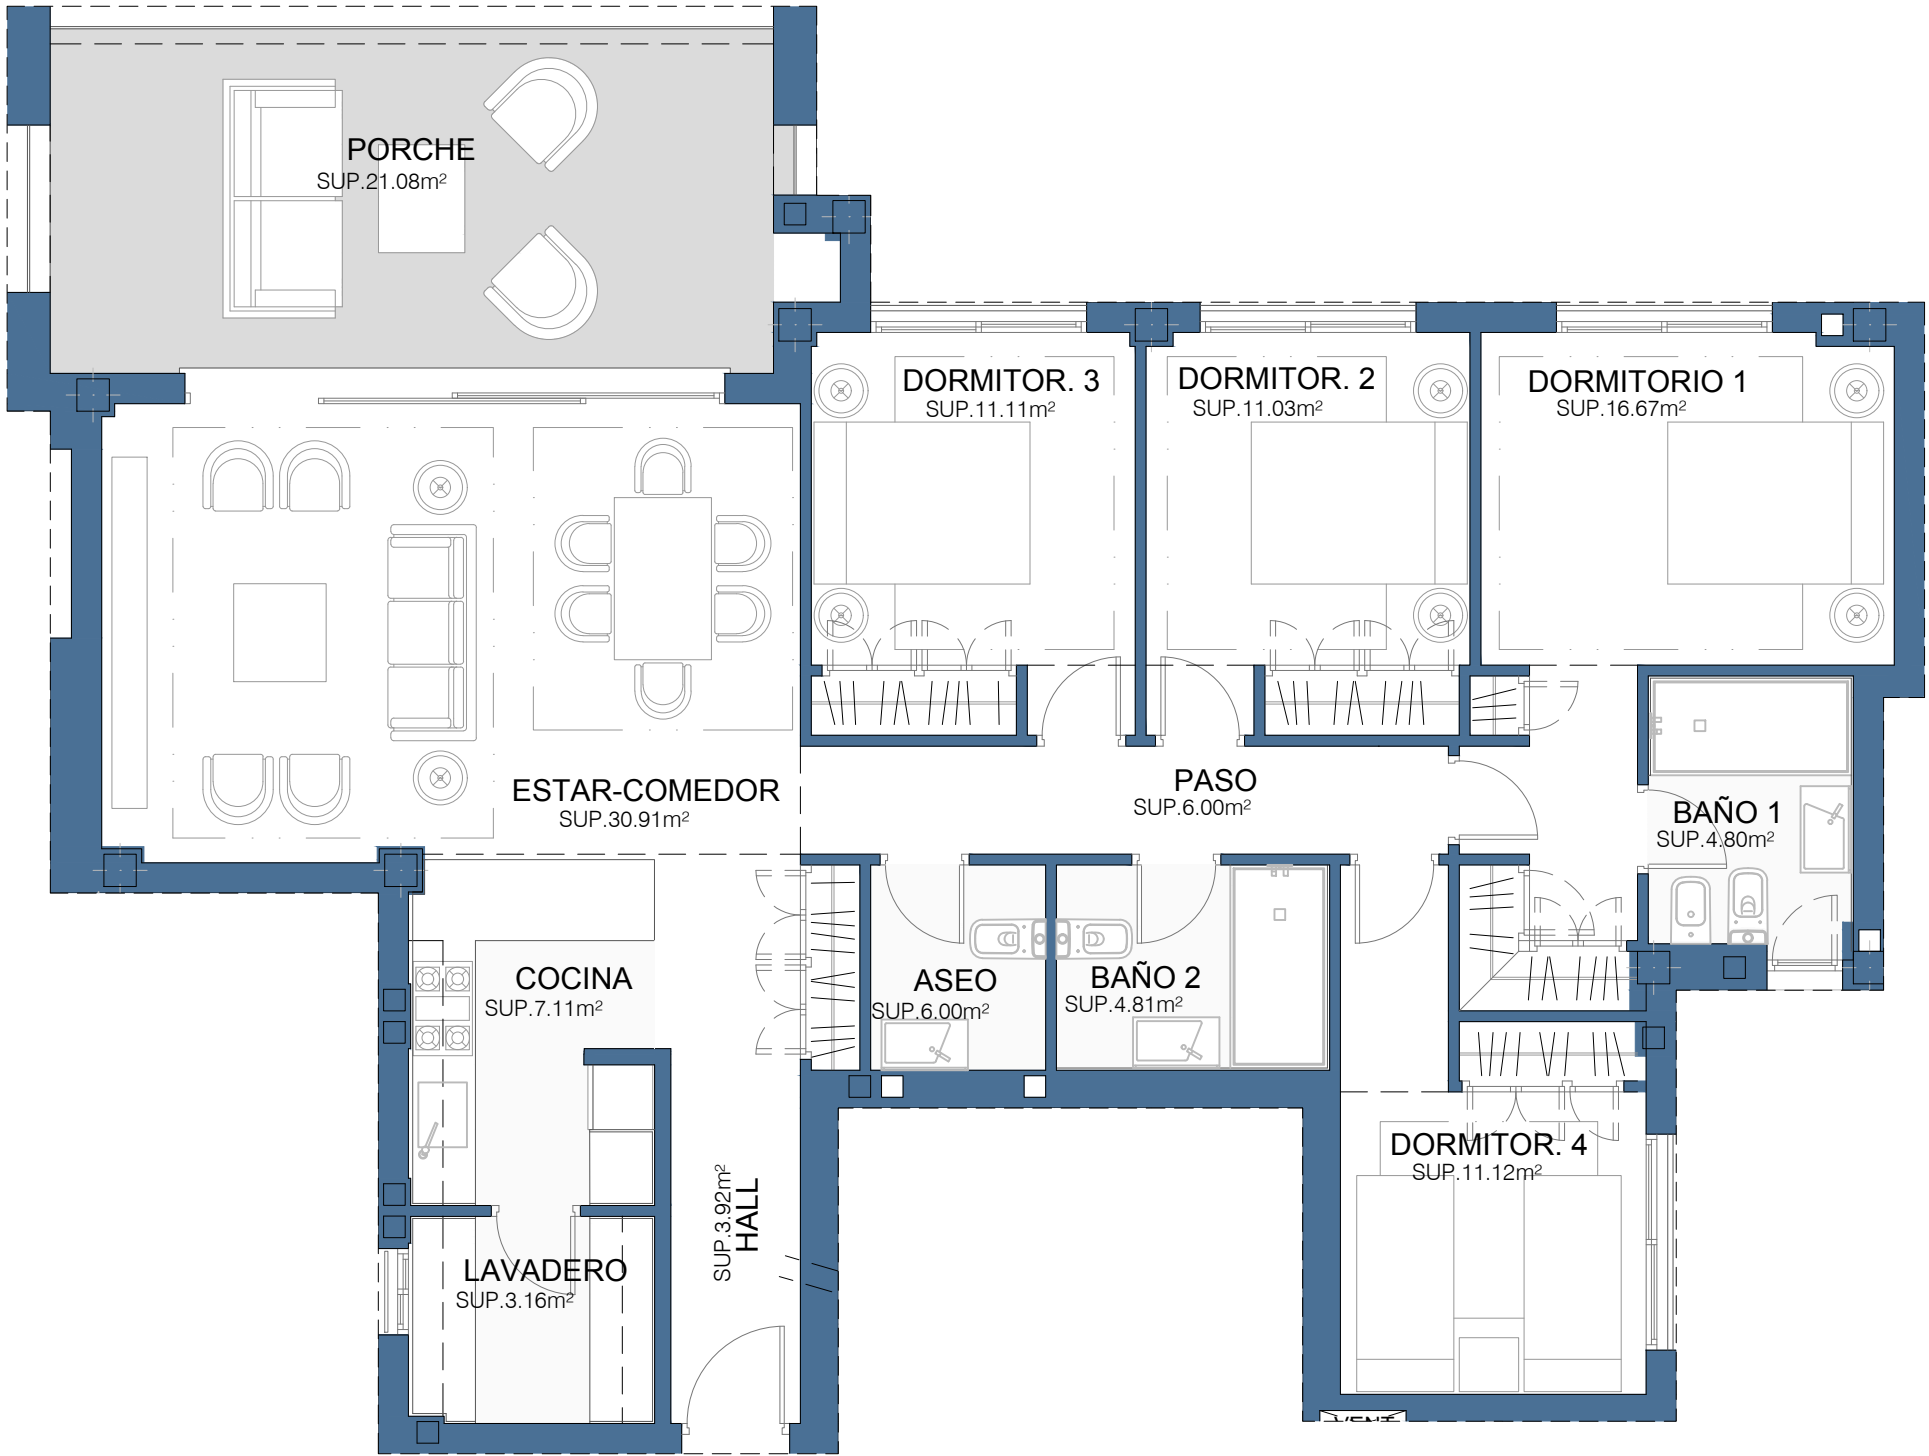 PORCHE
SUP.21.08m²
DORMITOR. 3
SUP.11.11m²
DORMITOR. 2
SUP.11.03m²
DORMITORIO 1
SUP.16.67m²
ESTAR-COMEDOR
SUP.30.91m²
PASO
SUP.6.00m²
BAÑO 1
SUP.4.80m²
COCINA
SUP.7.11m²
ASEO
SUP.6.00m²
BAÑO 2
SUP.4.81m²
DORMITOR. 4
SUP.11.12m²
HALL
SUP.3.92m²
LAVADERO
SUP.3.16m²
VENT